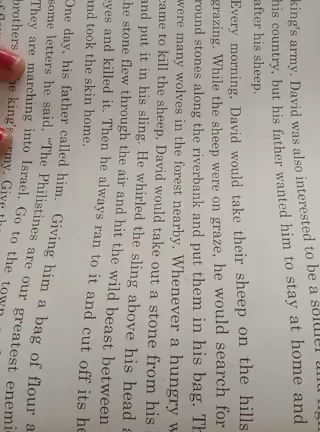 king's army. David was also interested to be a soldier and
his country, but his father wanted him to stay at home and
after his sheep.
Every morning, David would take their sheep on the hills
grazing. While the sheep were on graze, he would search for
round stones along the riverbank and put them in his bag. Th
were many wolves in the forest nearby. Whenever a hungry w
came to kill the sheep, David would take out a stone from his
and put it in his sling. He whirled the sling above his head
the stone flew through the air and hit the wild beast between
eyes and killed it. Then he always ran to it and cut off its he
and took the skin home.
One day, his father called him. Giving him a bag of flour a
some letters he said, "The Philistines are our greatest enemi
They are marching into Israel. Go to the town
brothers the king's army. Give